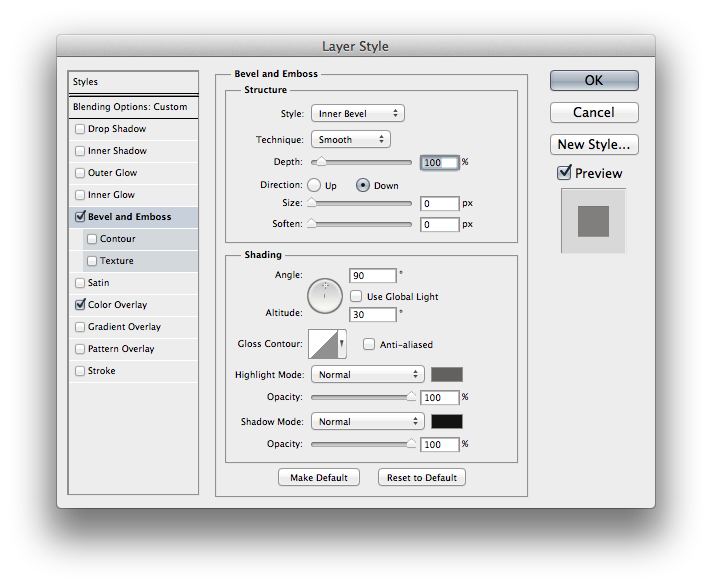 Layer Style
Styles
Blending Options: Custom
Drop Shadow
Inner Shadow
Outer Glow
Inner Glow
Bevel and Emboss
Contour
Texture
Satin
Color Overlay
Gradient Overlay
Pattern Overlay
Stroke
Bevel and Emboss
Structure
Style: Inner Bevel
Technique: Smooth
Depth: 100 %
Direction: Up Down
Size: 0 px
Soften: 0 px
Shading
Angle: 90 °
Use Global Light
Altitude: 30 °
Gloss Contour: Anti-aliased
Highlight Mode: Normal
Opacity: 100 %
Shadow Mode: Normal
Opacity: 100 %
Make Default Reset to Default
OK
Cancel
New Style...
Preview